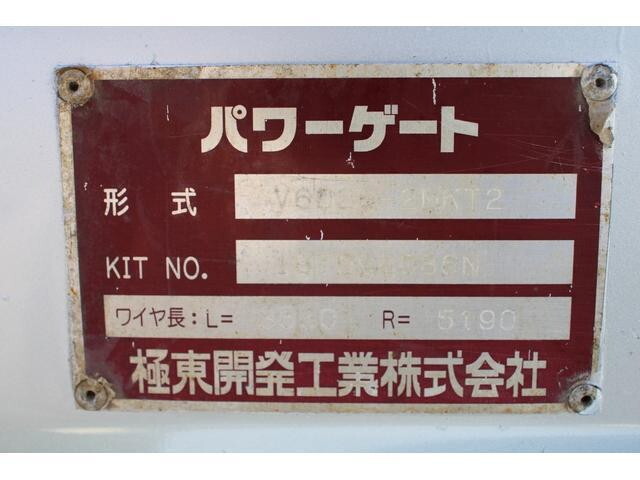 パワーゲート
形式
KIT NO.
ワイヤ長:L= R= 5190
極東開発工業株式会社